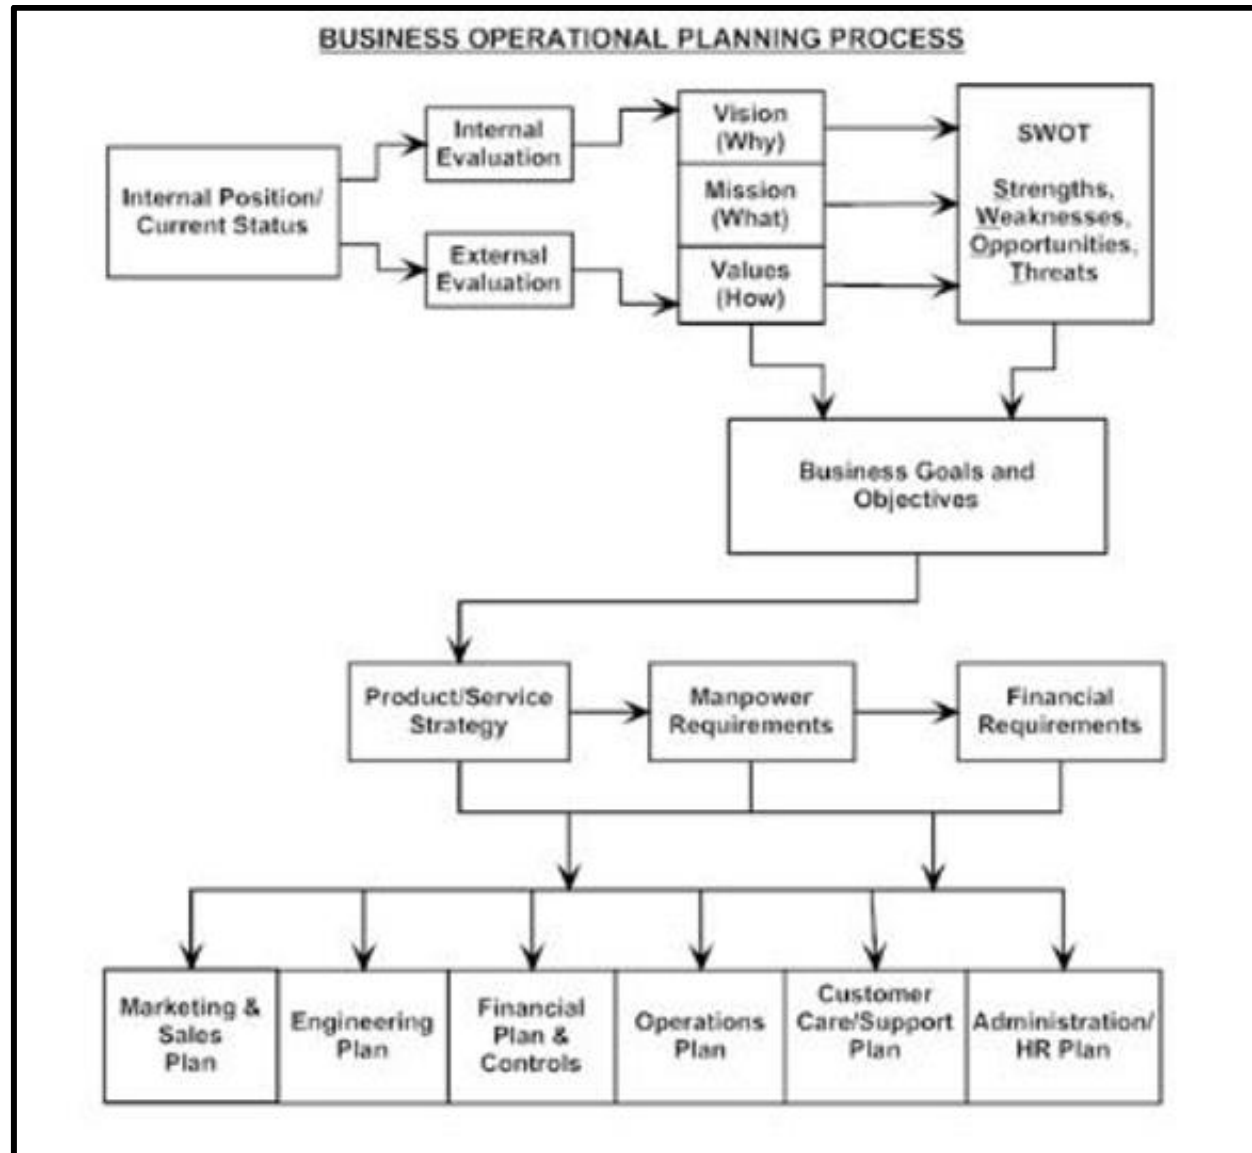 BUSINESS OPERATIONAL PLANNING PROCESS
Internal Position/
Current Status
Internal
Evaluation
External
Evaluation
Vision
(Why)
Mission
(What)
Values
(How)
SWOT
Strengths,
Weaknesses,
Opportunities,
Threats
Business Goals and
Objectives
Product/Service
Strategy
Manpower
Requirements
Financial
Requirements
Marketing &
Sales
Plan
Engineering
Plan
Financial
Plan &
Controls
Operations
Plan
Customer
Care/Support
Plan
Administration/
HR Plan